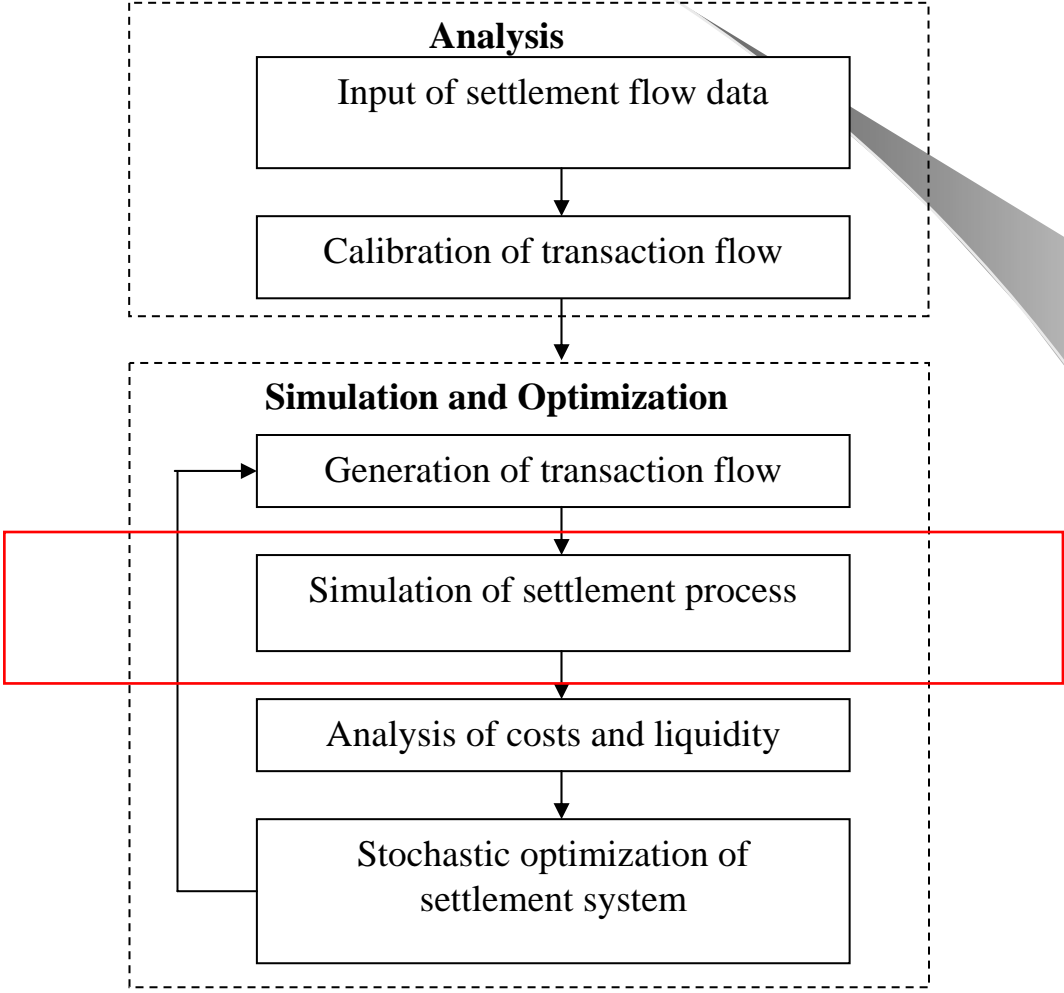 Analysis
Input of settlement flow data
Calibration of transaction flow
Simulation and Optimization
Generation of transaction flow
Simulation of settlement process
Analysis of costs and liquidity
Stochastic optimization of
settlement system